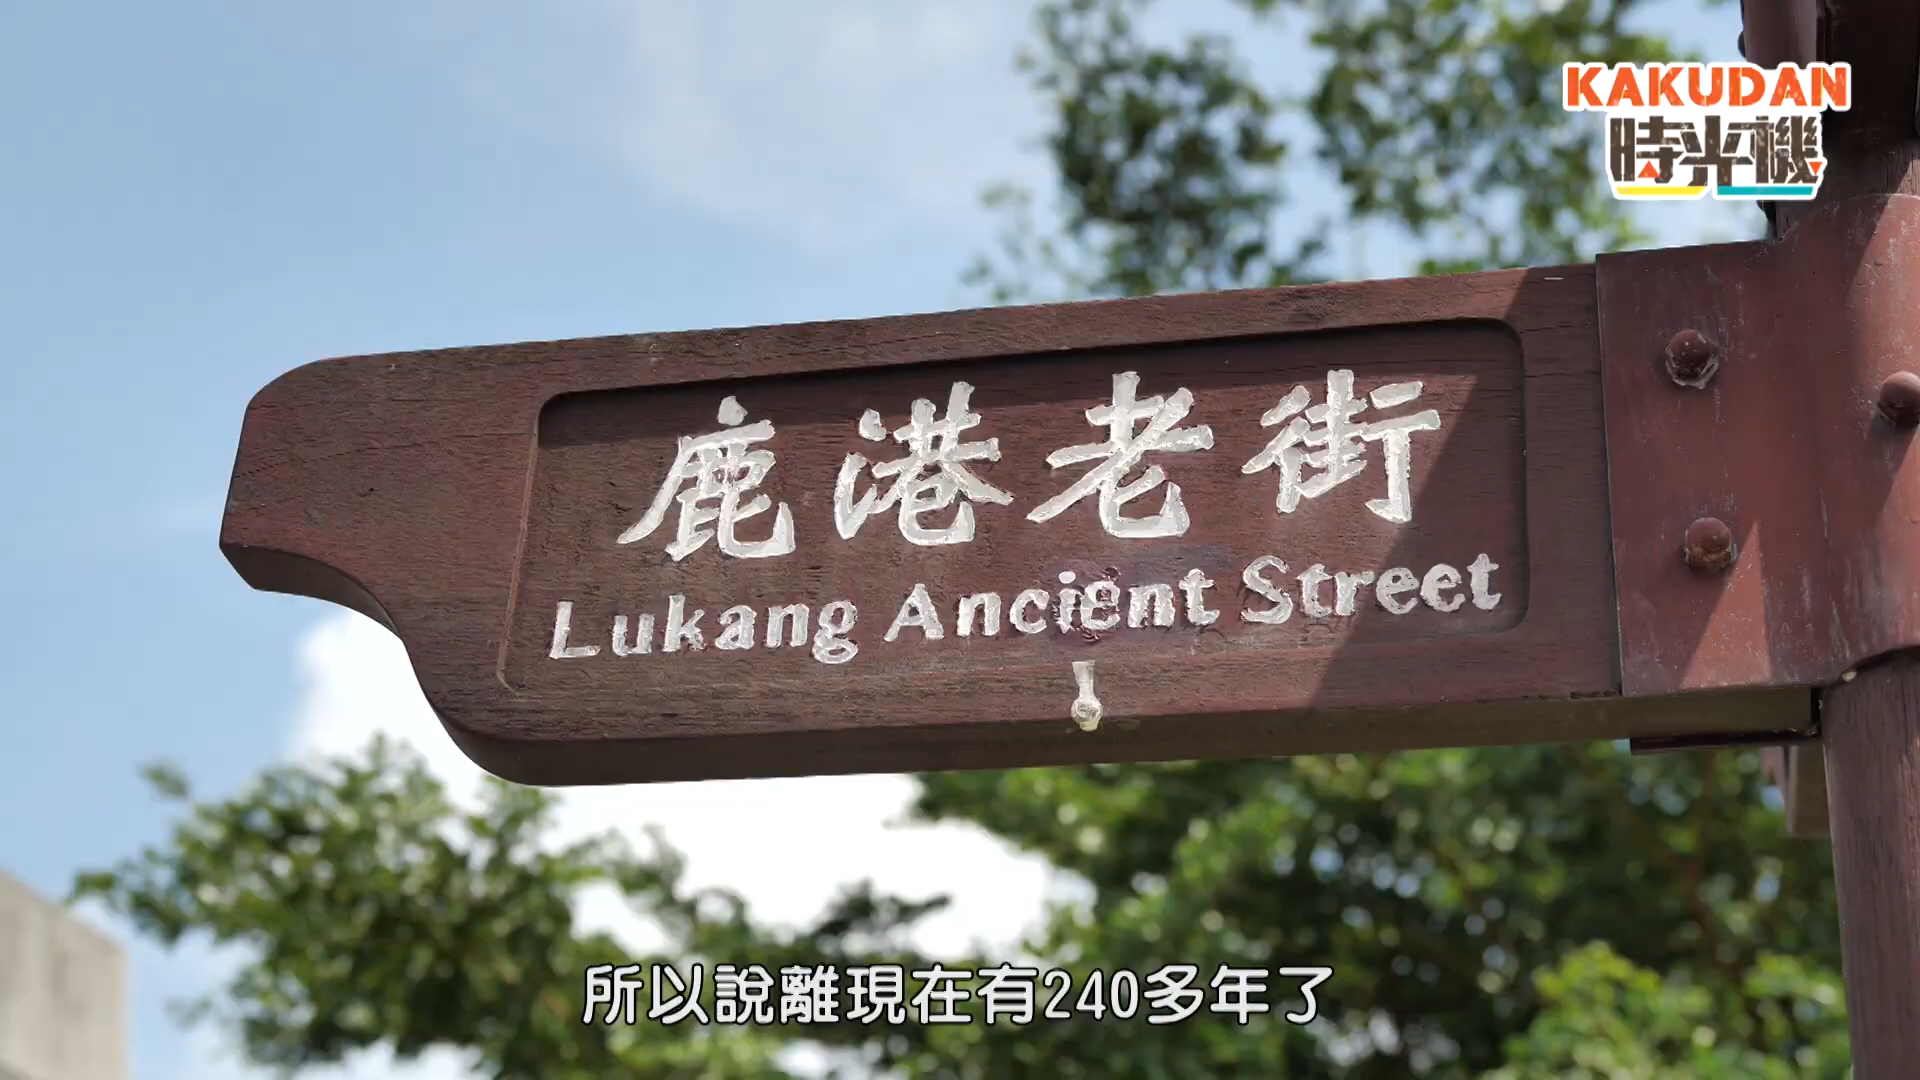 KAKUDAN
時光機
鹿港老街
Lukang Ancient Street
所以說離現在有240多年了